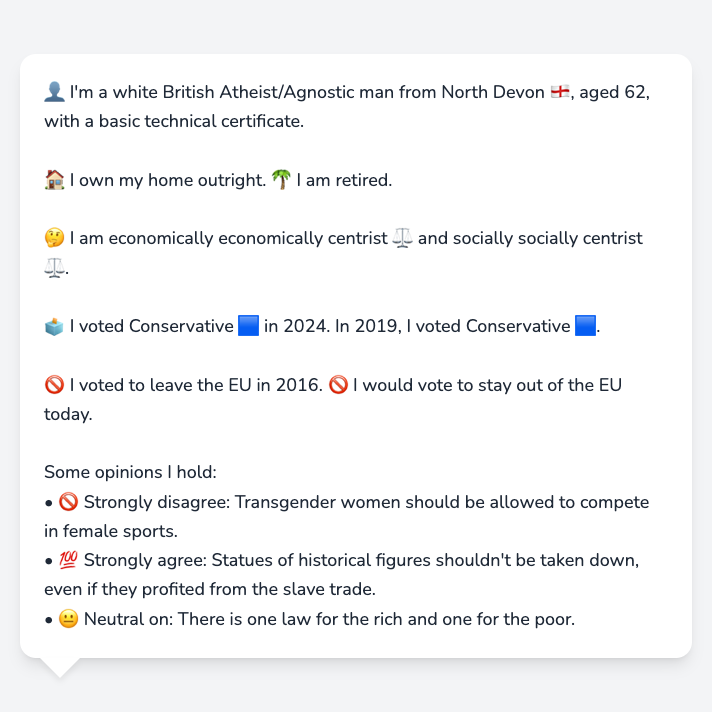 👤 I'm a white British Atheist/Agnostic man from North Devon 🏴󠁧󠁢󠁥󠁮󠁧󠁿, aged 62,
with a basic technical certificate.
🏠 I own my home outright. 🌴 I am retired.
🤔 I am economically economically centrist ⚖️ and socially socially centrist
⚖️.
🗳️ I voted Conservative 🟦 in 2024. In 2019, I voted Conservative 🟦.
🚫 I voted to leave the EU in 2016. 🚫 I would vote to stay out of the EU
today.
Some opinions I hold:
• 🚫 Strongly disagree: Transgender women should be allowed to compete
in female sports.
• 💯 Strongly agree: Statues of historical figures shouldn't be taken down,
even if they profited from the slave trade.
• 😐 Neutral on: There is one law for the rich and one for the poor.